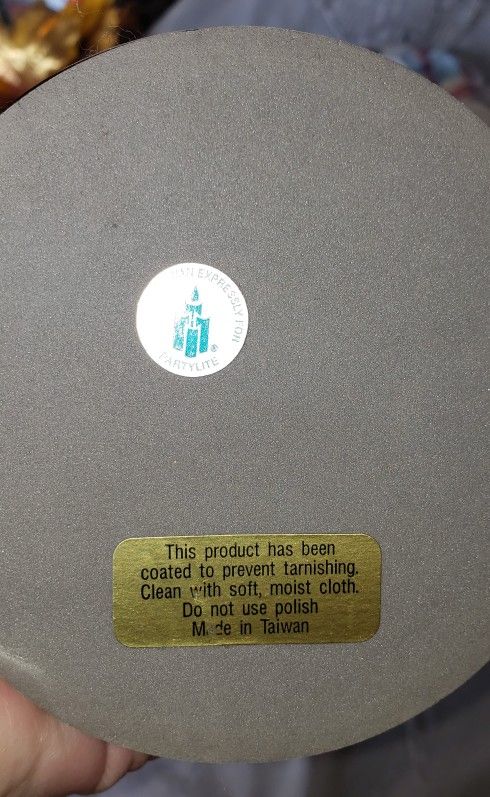 EXPRESSLY FOR
PARTYLITE®
This product has been
coated to prevent tarnishing.
Clean with soft, moist cloth.
Do not use polish
Made in Taiwan